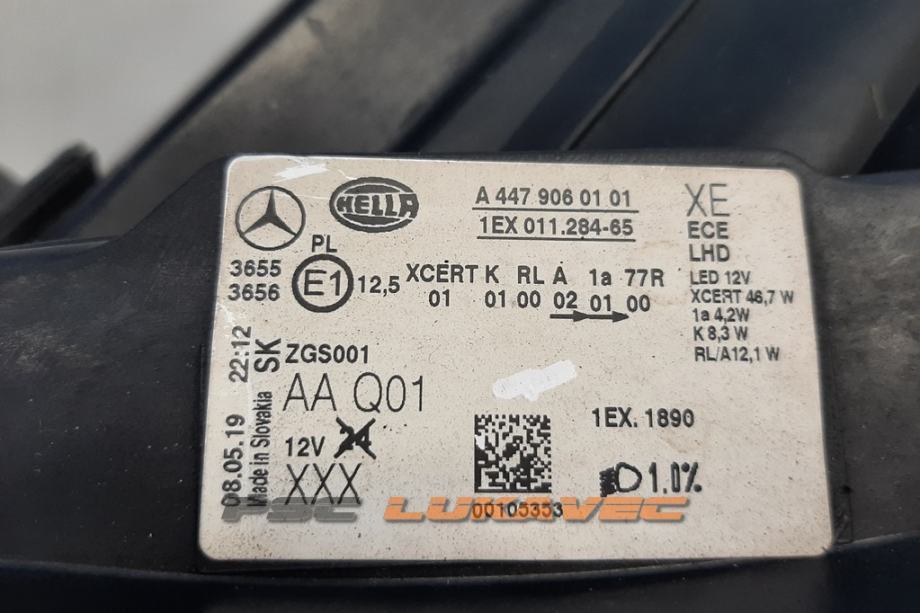 HELLA
A 447 906 01 01
1EX 011.284-65
XE
ECE
LHD
LED 12V
XCERT 46,7 W
1a 4,2W
K 8,3 W
RL/A12,1 W
PL
3655
3656
E1
12,5
XCERT K RL A 1a 77R
01 01 00 02 01 00
08.05.19 22:12
Made in Slovakia
SK
ZGS001
AA Q01
12V 24
XXX
1EX. 1890
1.0%
00105353
PSC LUKAVEC